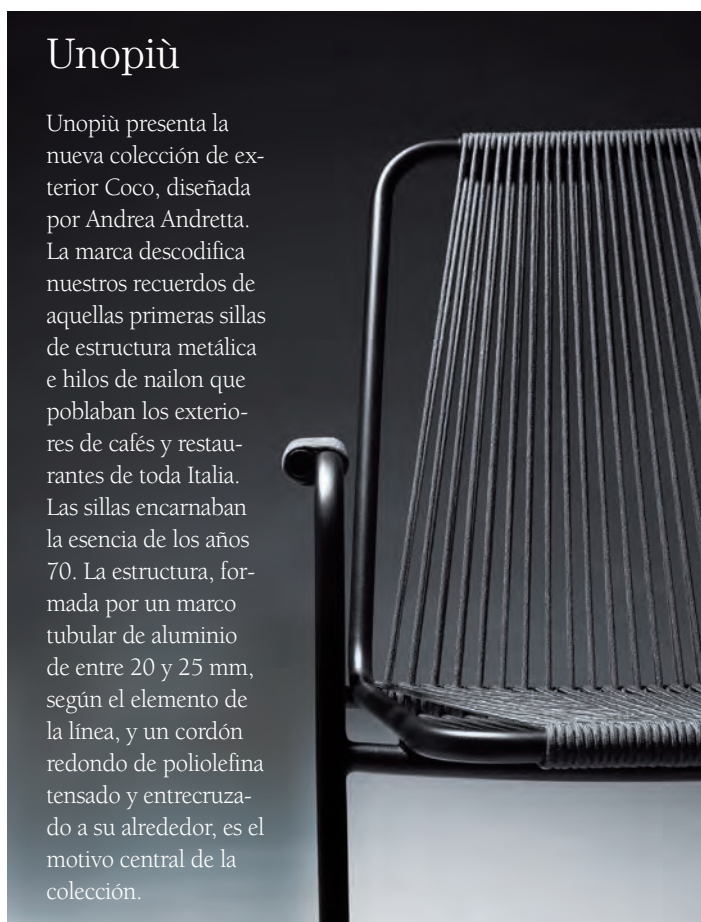 Unopiù
Unopiù presenta la
nueva colección de ex-
terior Coco, diseñada
por Andrea Andretta.
La marca descodifica
nuestros recuerdos de
aquellas primeras sillas
de estructura metálica
e hilos de nailon que
poblaban los exterio-
res de cafés y restau-
rantes de toda Italia.
Las sillas encarnaban
la esencia de los años
70. La estructura, for-
mada por un marco
tubular de aluminio
de entre 20 y 25 mm,
según el elemento de
la línea, y un cordón
redondo de poliolefina
tensado y entrecruza-
do a su alrededor, es el
motivo central de la
colección.